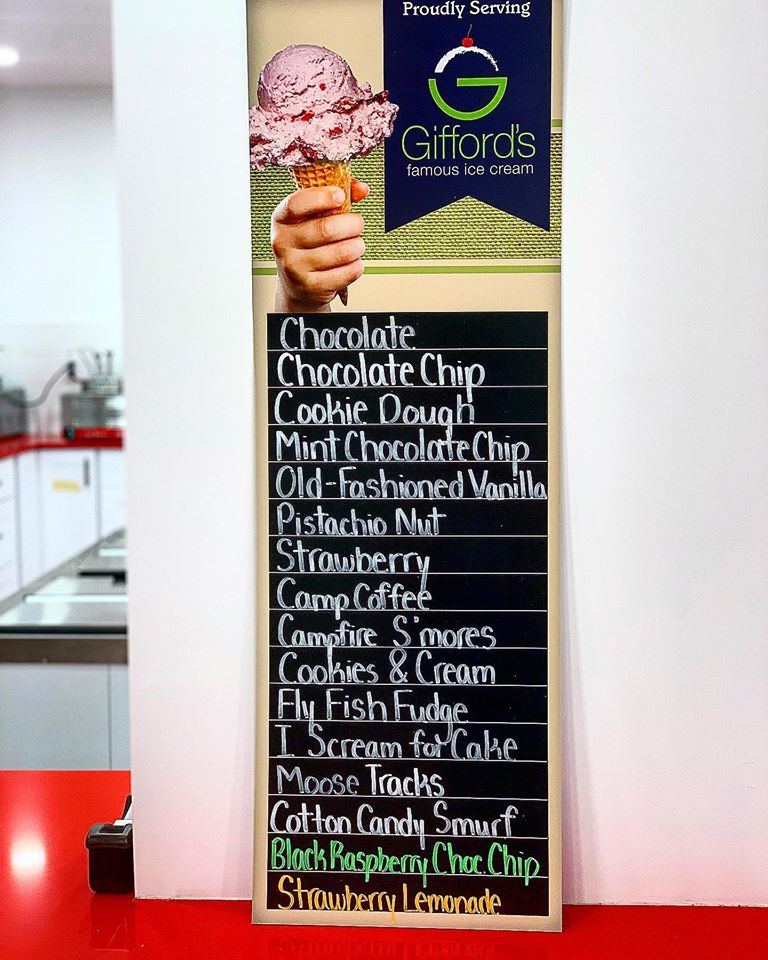 Proudly Serving
G
Gifford's
famous ice cream
Chocolate
Chocolate Chip
Cookie Dough
Mint Chocolate Chip
Old-Fashioned Vanilla
Pistachio Nut
Strawberry
Camp Coffee
Campfire S'mores
Cookies & Cream
Fly Fish Fudge
I Scream for Cake
Moose Tracks
Cotton Candy Smurf
Black Raspberry Choc. Chip
Strawberry Lemonade